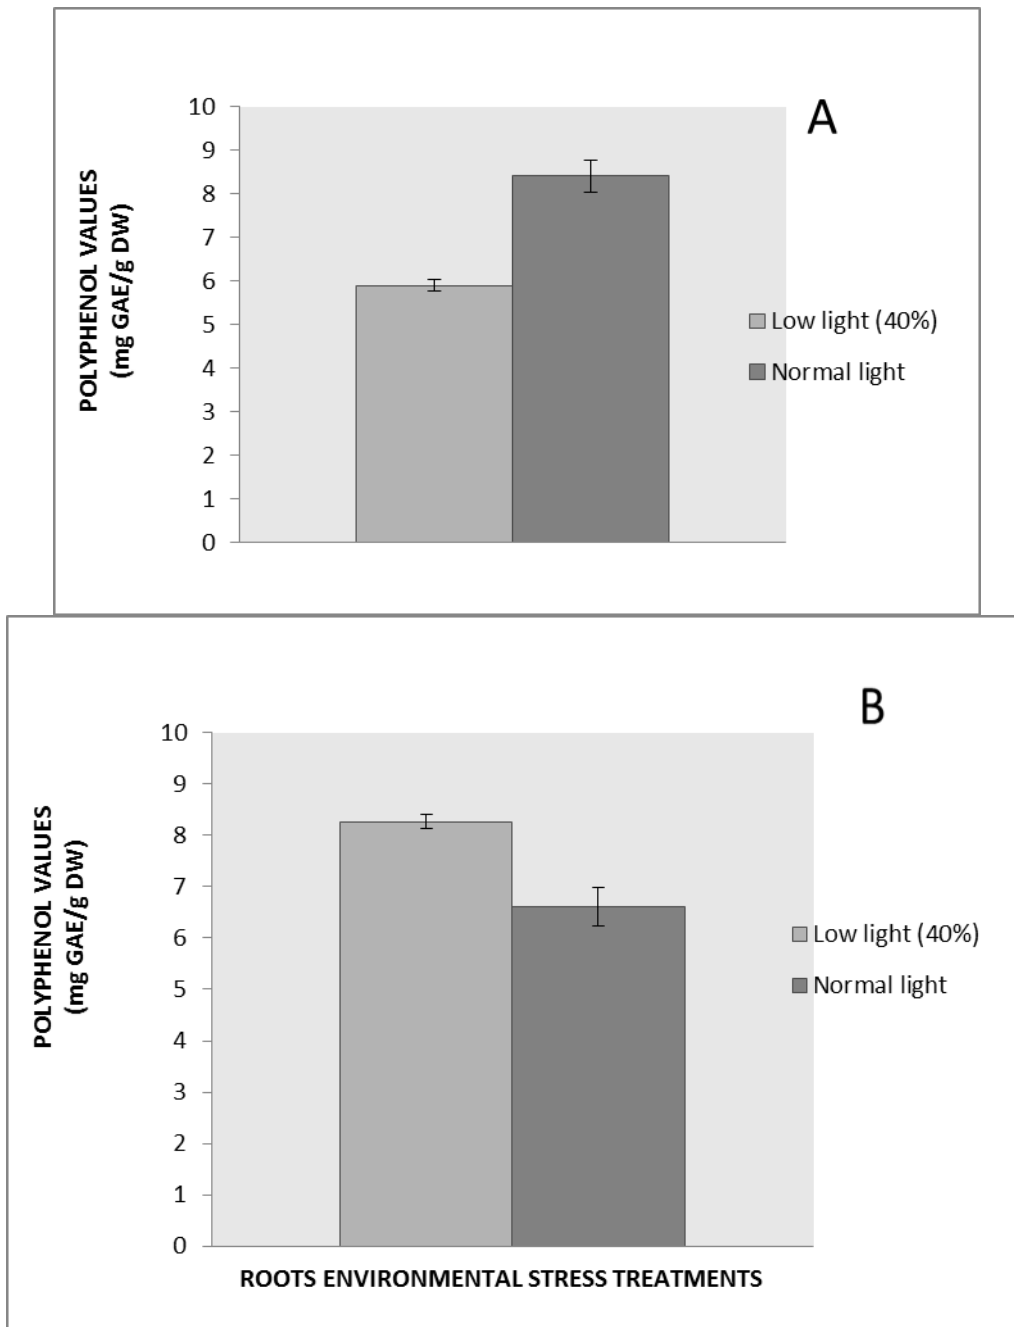 A
10
9
8
7
6
5
4
3
2
1
0
POLYPHENOL VALUES
(mg GAE/g DW)
Low light (40%)
Normal light
B
10
9
8
7
6
5
4
3
2
1
0
POLYPHENOL VALUES
(mg GAE/g DW)
Low light (40%)
Normal light
ROOTS ENVIRONMENTAL STRESS TREATMENTS